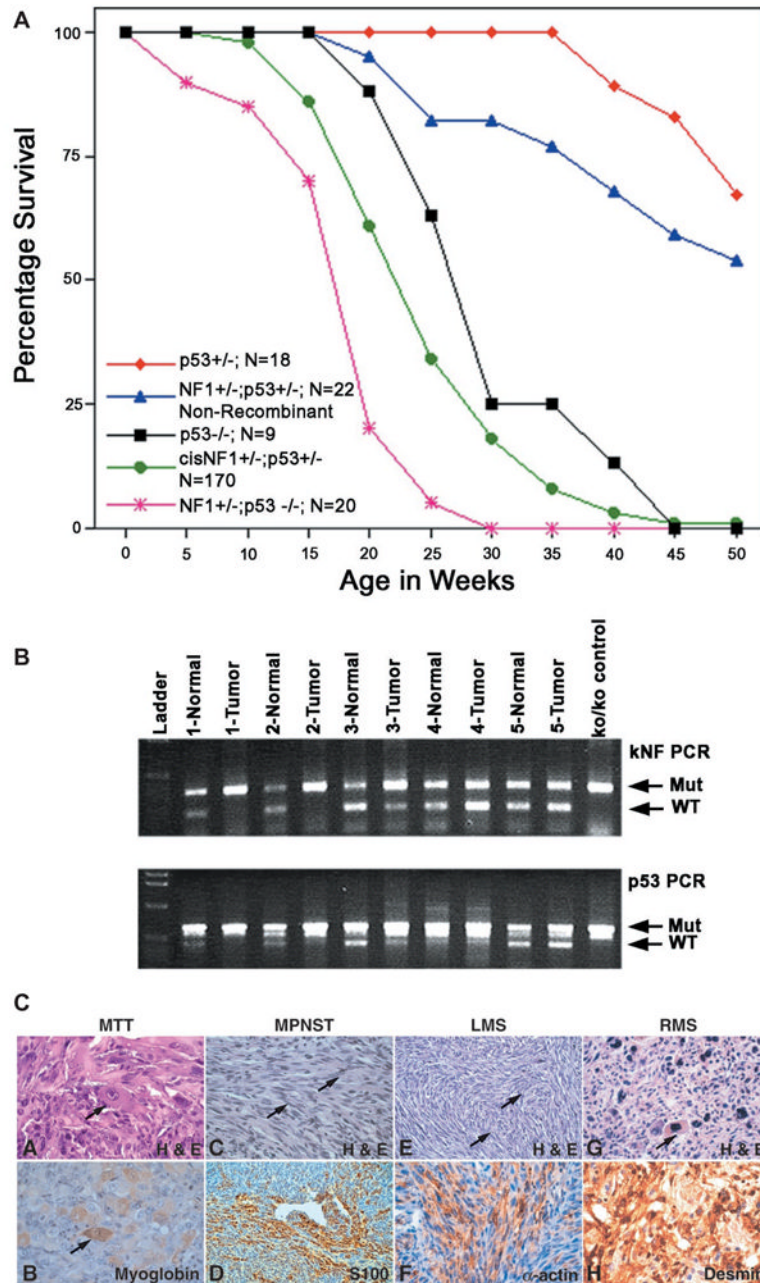 A
100
75
50
25
0
Percentage Survival
p53+/-; N=18
NF1+/-;p53+/-; N=22
Non-Recombinant
p53-/-; N=9
cisNF1+/-;p53+/-
N=170
NF1+/-;p53 -/-; N=20
0 5 10 15 20 25 30 35 40 45 50
Age in Weeks
B
Ladder 1-Normal 1-Tumor 2-Normal 2-Tumor 3-Normal 3-Tumor 4-Normal 4-Tumor 5-Normal 5-Tumor ko/ko control
kNF PCR
Mut
WT
p53 PCR
Mut
WT
C
MTT MPNST LMS RMS
A H & E C H & E E H & E G H & E
B Myoglobin D S100 F α-actin H Desmin